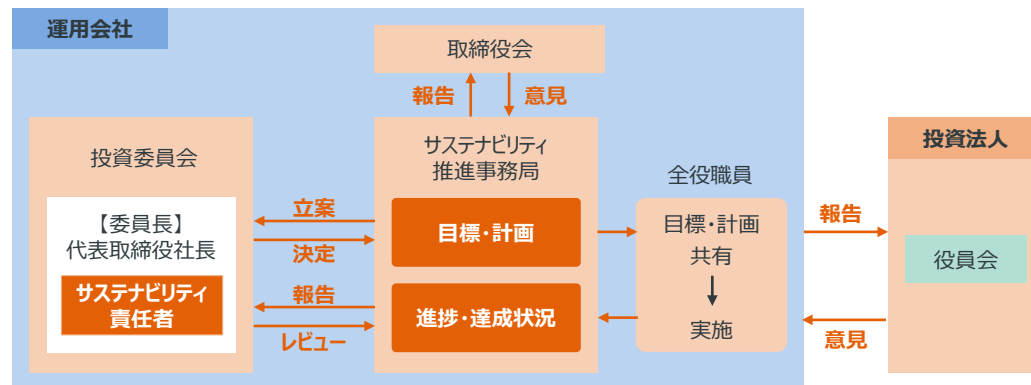 運用会社
取締役会
報告
意見
投資委員会
【委員長】
代表取締役社長
サステナビリティ
責任者
立案
決定
報告
レビュー
サステナビリティ
推進事務局
目標・計画
進捗・達成状況
全役職員
目標・計画
共有
実施
報告
意見
投資法人
役員会